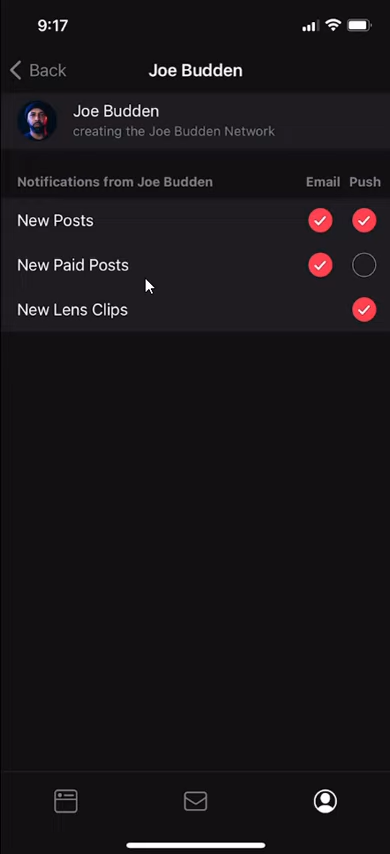 9:17
Back
Joe Budden
Joe Budden
creating the Joe Budden Network
Notifications from Joe Budden Email Push
New Posts
New Paid Posts
New Lens Clips